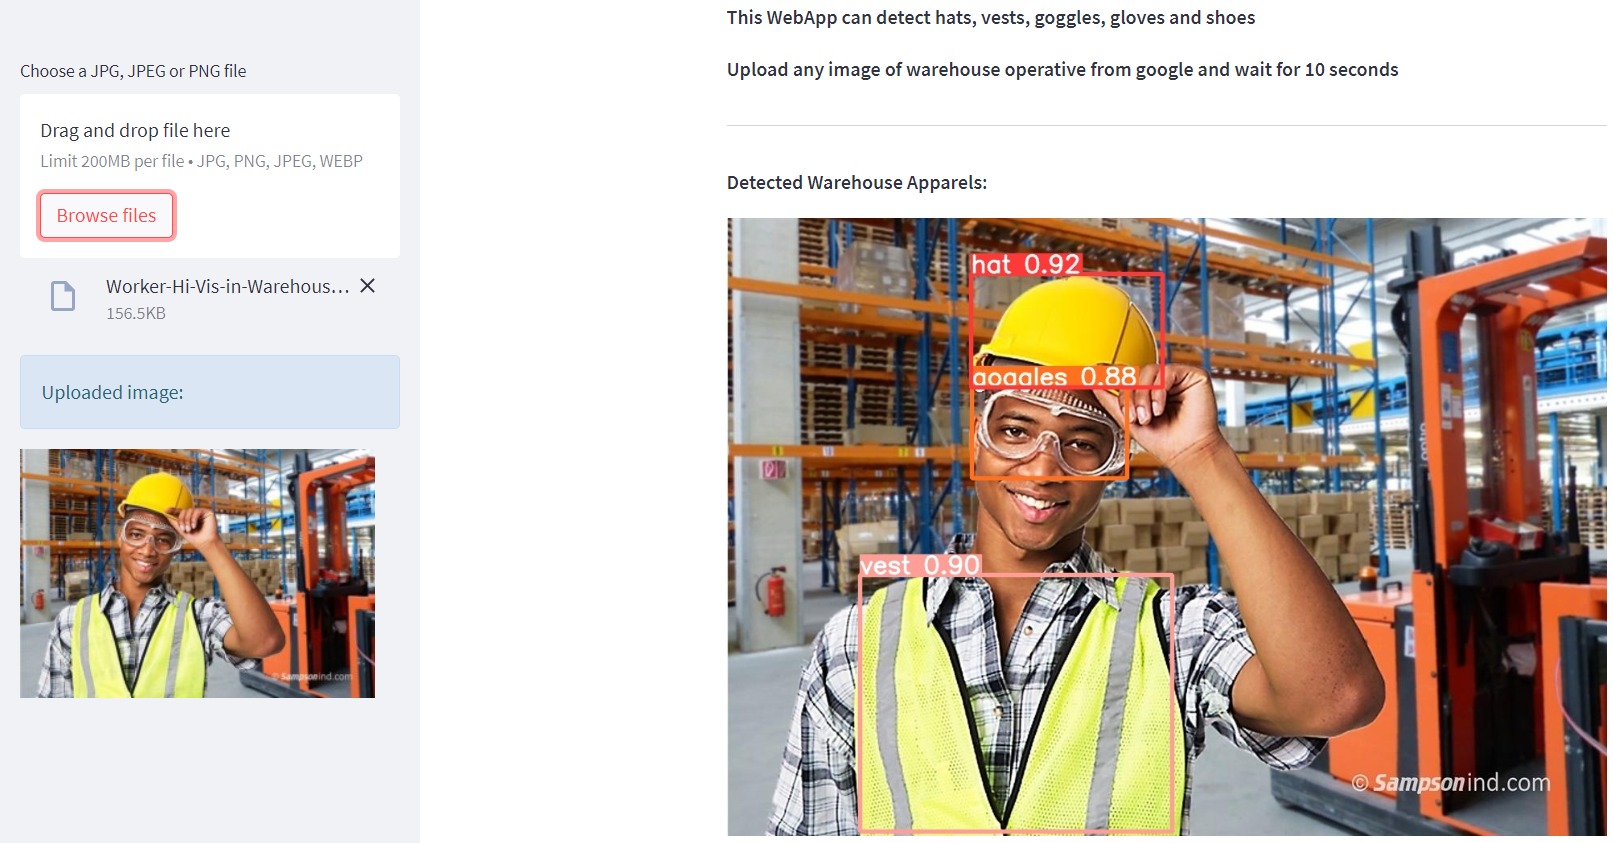 Choose a JPG, JPEG or PNG file
Drag and drop file here
Limit 200MB per file • JPG, PNG, JPEG, WEBP
Browse files
Worker-Hi-Vis-in-Warehous...
156.5KB
Uploaded image:
© Sampsonind.com
This WebApp can detect hats, vests, goggles, gloves and shoes
Upload any image of warehouse operative from google and wait for 10 seconds
Detected Warehouse Apparels:
hat 0.92
goggles 0.88
vest 0.90
© Sampsonind.com